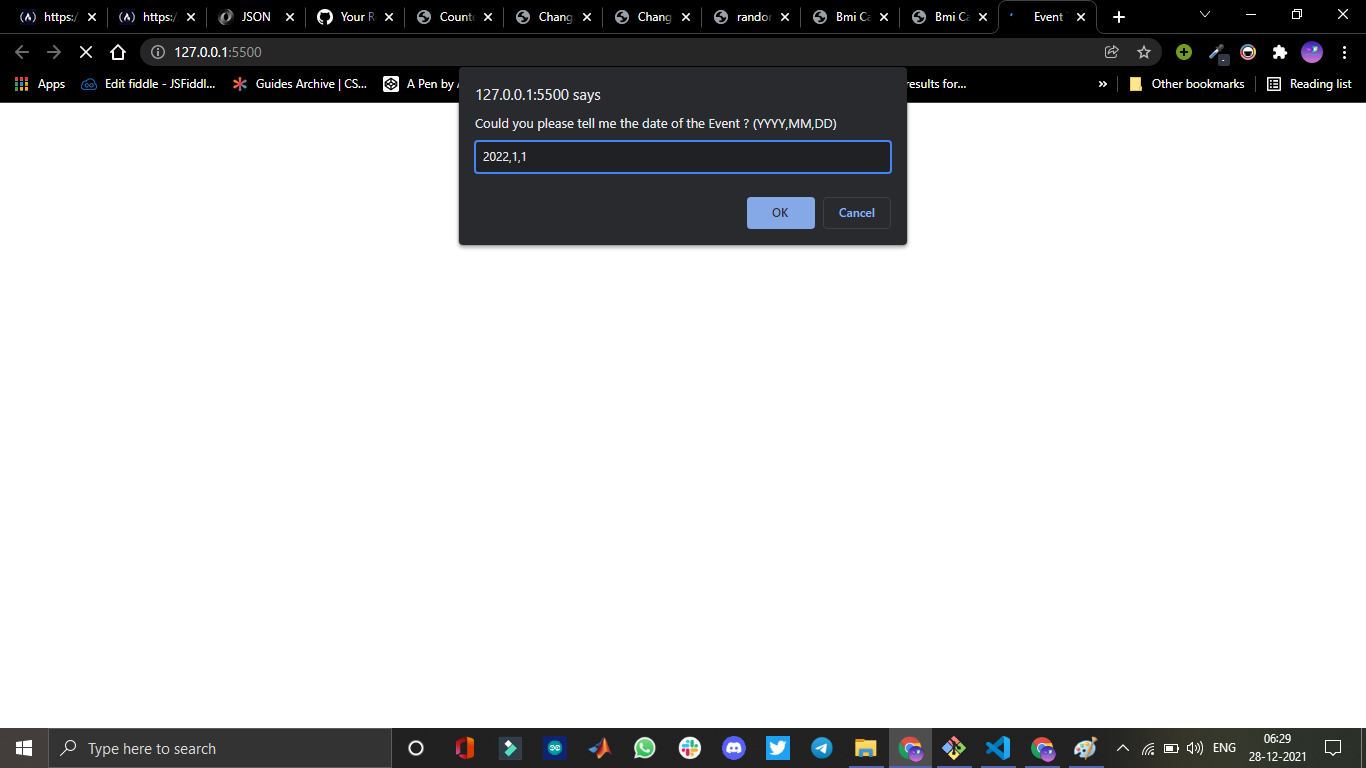 https:/
https:/
JSON
Your R
Count
Chang
Chang
randor
Bmi Ca
Bmi Ca
Event
127.0.0.1:5500
Apps
Edit fiddle - JSFiddl...
Guides Archive | CS...
A Pen by
results for...
»
Other bookmarks
Reading list
127.0.0.1:5500 says
Could you please tell me the date of the Event ? (YYYY,MM,DD)
2022,1,1
OK
Cancel
Type here to search
ENG
06:29
28-12-2021